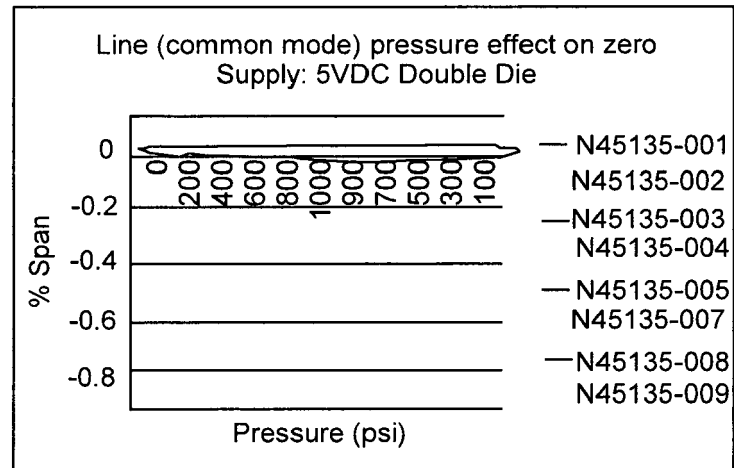 Line (common mode) pressure effect on zero
Supply: 5VDC Double Die
% Span
0
-0.2
-0.4
-0.6
-0.8
0
200
400
600
800
1000
900
700
500
300
100
Pressure (psi)
N45135-001
N45135-002
N45135-003
N45135-004
N45135-005
N45135-007
N45135-008
N45135-009